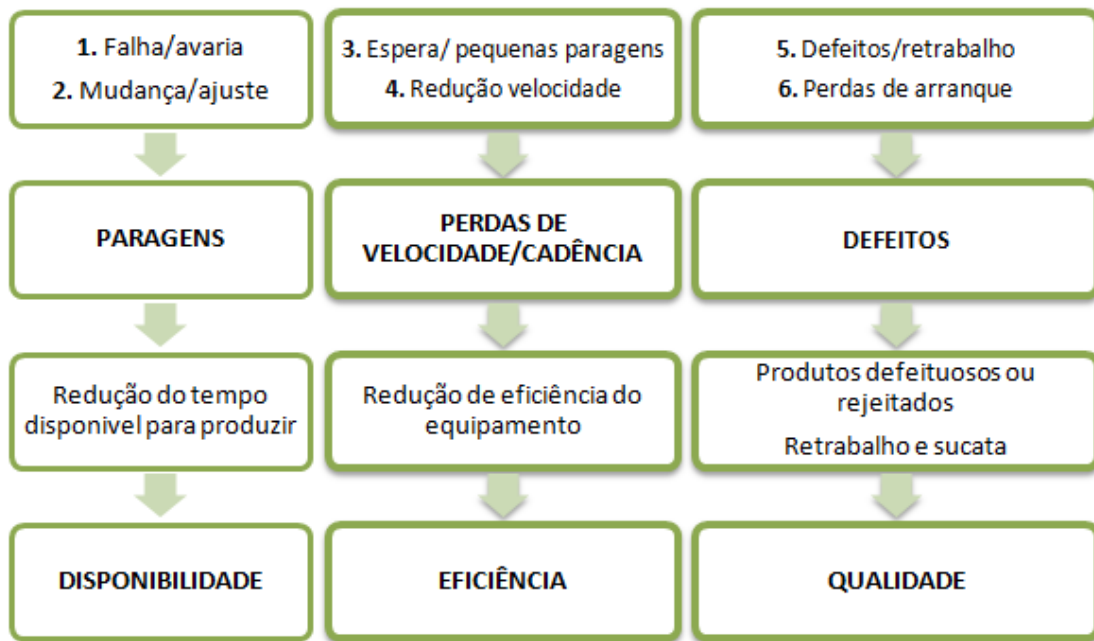 1. Falha/avaria
2. Mudança/ajuste
3. Espera/ pequenas paragens
4. Redução velocidade
5. Defeitos/retrabalho
6. Perdas de arranque
PARAGENS
PERDAS DE
VELOCIDADE/CADÊNCIA
DEFEITOS
Redução do tempo
disponivel para produzir
Redução de eficiência do
equipamento
Produtos defeituosos ou
rejeitados
Retrabalho e sucata
DISPONIBILIDADE
EFICIÊNCIA
QUALIDADE